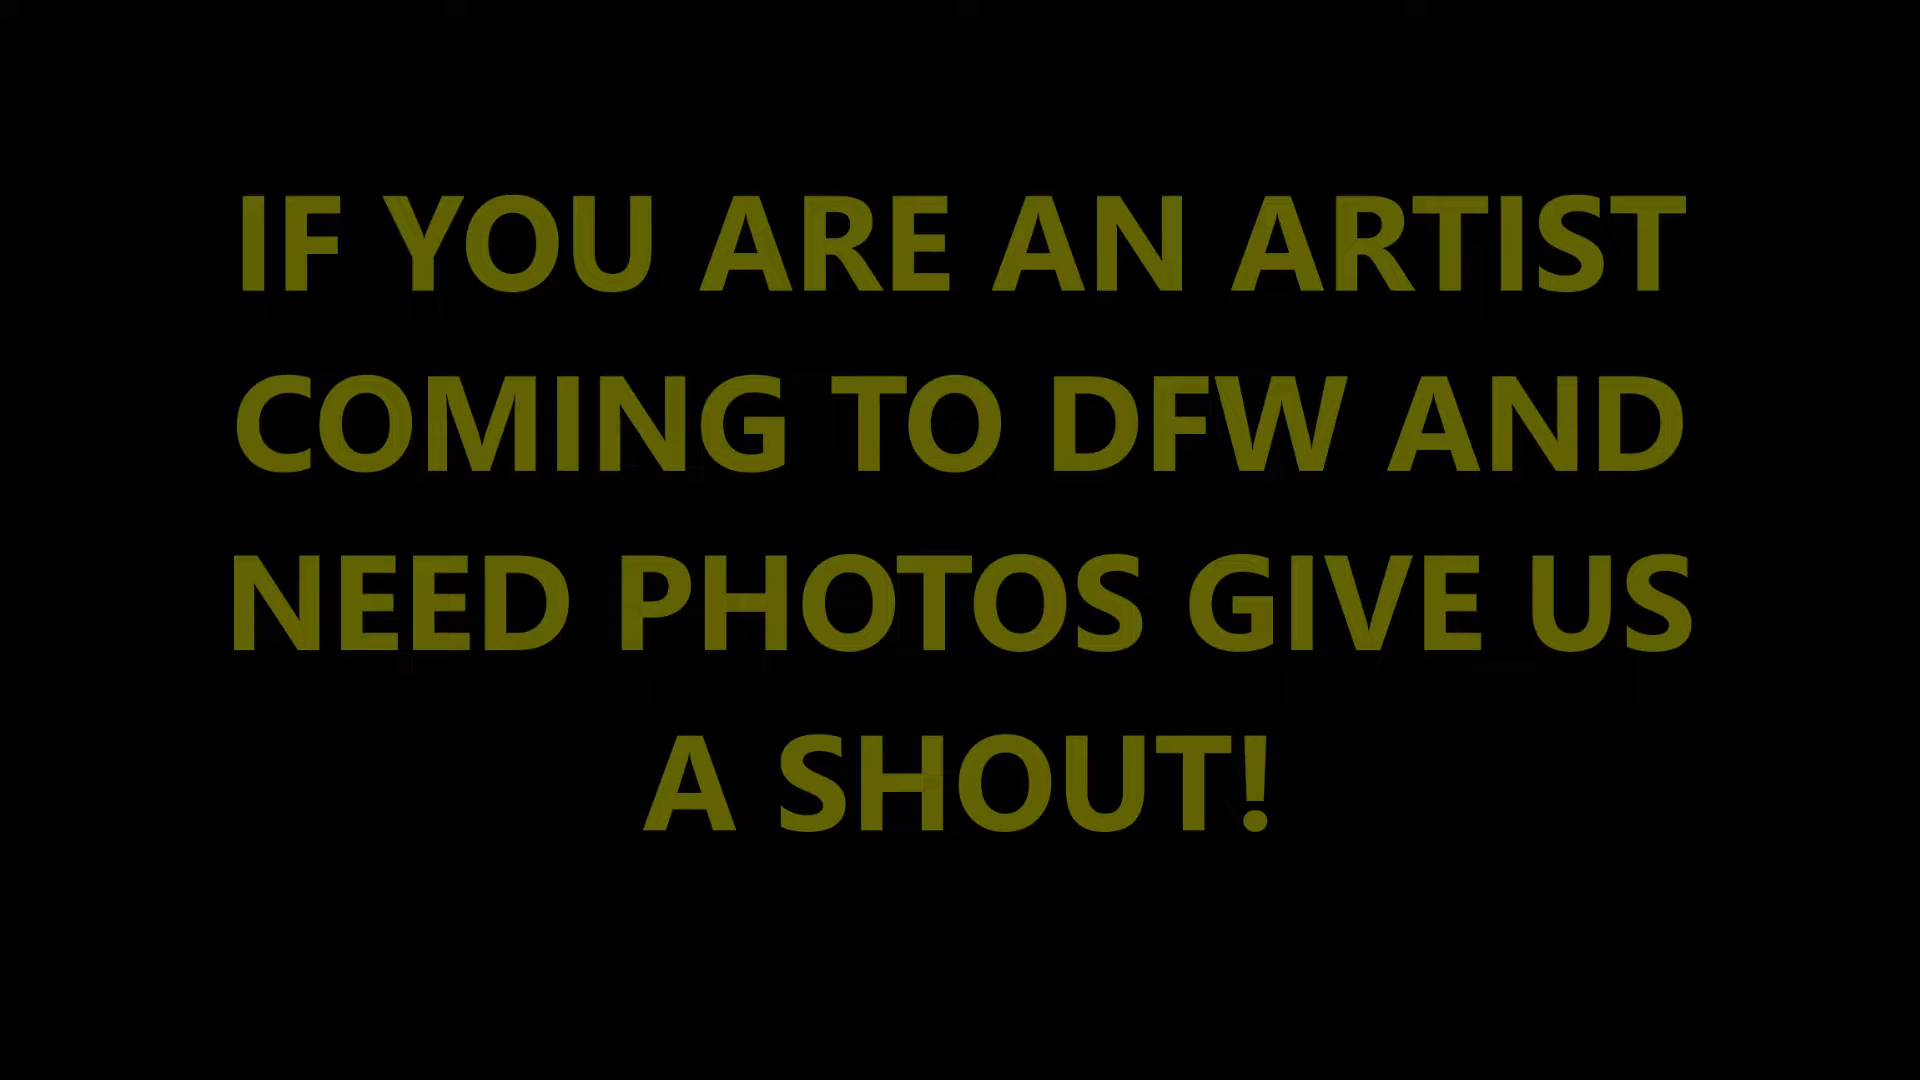 IF YOU ARE AN ARTIST
COMING TO DFW AND
NEED PHOTOS GIVE US
A SHOUT!